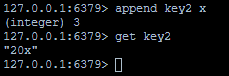 127.0.0.1:6379> append key2 x
(integer) 3
127.0.0.1:6379> get key2
"20x"
127.0.0.1:6379>